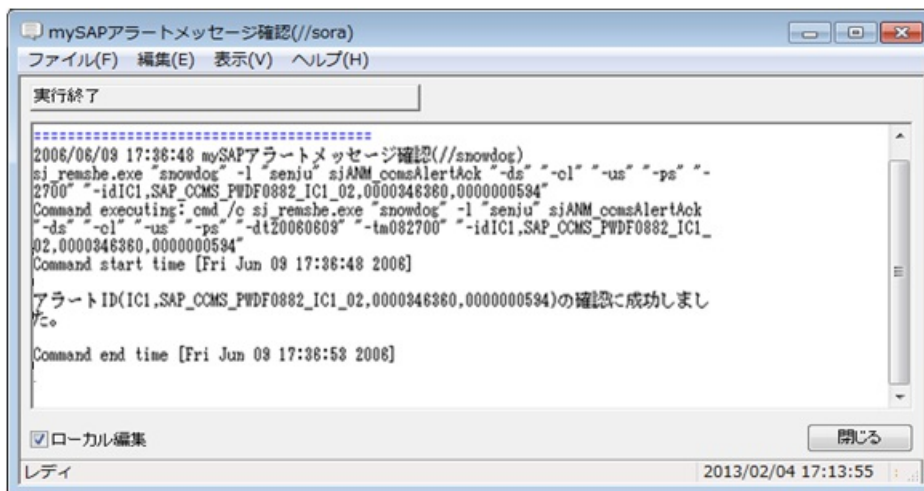 mySAPアラートメッセージ確認(//sora)
ファイル(F) 編集(E) 表示(V) ヘルプ(H)
実行終了
========================================
2006/06/09 17:36:48 mySAPアラートメッセージ確認(//snowdog)
sj_remshe.exe "snowdog" -l "senju" sjANM_ccmsAlertAck "-ds" "-cl" "-us" "-ps" "-
2700" "-idIC1,SAP_CCMS_PWDF0882_IC1_02,0000346360,0000000594"
Command executing: cmd /c sj_remshe.exe "snowdog" -l "senju" sjANM_ccmsAlertAck
"-ds" "-cl" "-us" "-ps" "-dt20060609" "-tm082700" "-idIC1,SAP_CCMS_PWDF0882_IC1_
02,0000346360,0000000594"
Command start time [Fri Jun 09 17:36:48 2006]
アラートID(IC1,SAP_CCMS_PWDF0882_IC1_02,0000346360,0000000594)の確認に成功しまし
た。
Command end time [Fri Jun 09 17:36:53 2006]
ローカル編集
閉じる
レディ
2013/02/04 17:13:55